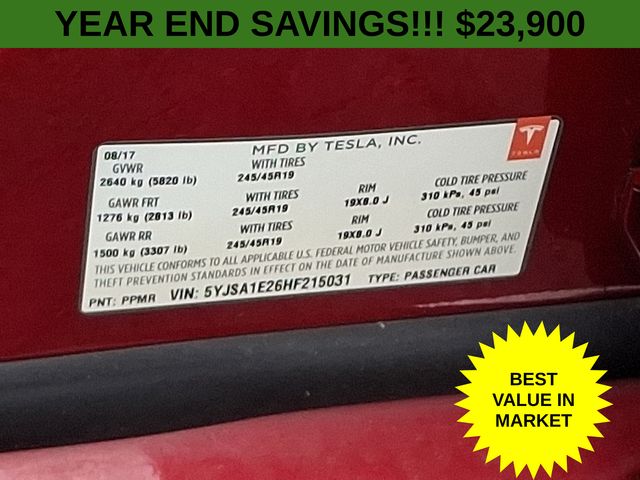 YEAR END SAVINGS!!! $23,900
08/17 MFD BY TESLA, INC. TESLA
GVWR WITH TIRES
2640 kg (5820 lb) 245/45R19
GAWR FRT WITH TIRES RIM COLD TIRE PRESSURE
1276 kg (2813 lb) 245/45R19 19X8.0 J 310 kPa, 45 psi
GAWR RR WITH TIRES RIM COLD TIRE PRESSURE
1500 kg (3307 lb) 245/45R19 19X8.0 J 310 kPa, 45 psi
THIS VEHICLE CONFORMS TO ALL APPLICABLE U.S. FEDERAL MOTOR VEHICLE SAFETY, BUMPER, AND
THEFT PREVENTION STANDARDS IN EFFECT ON THE DATE OF MANUFACTURE SHOWN ABOVE.
PNT: PPMR VIN: 5YJSA1E26HF215031 TYPE: PASSENGER CAR
BEST
VALUE IN
MARKET